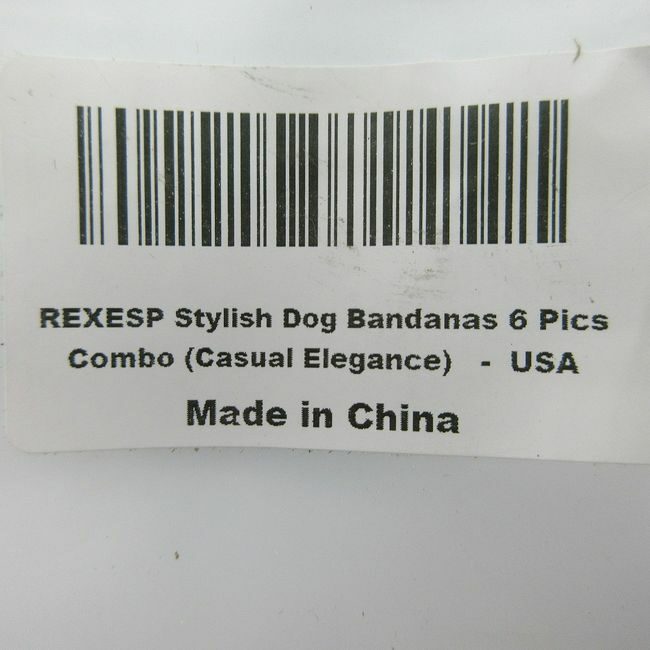 REXESP Stylish Dog Bandanas 6 Pics
Combo (Casual Elegance) - USA
Made in China